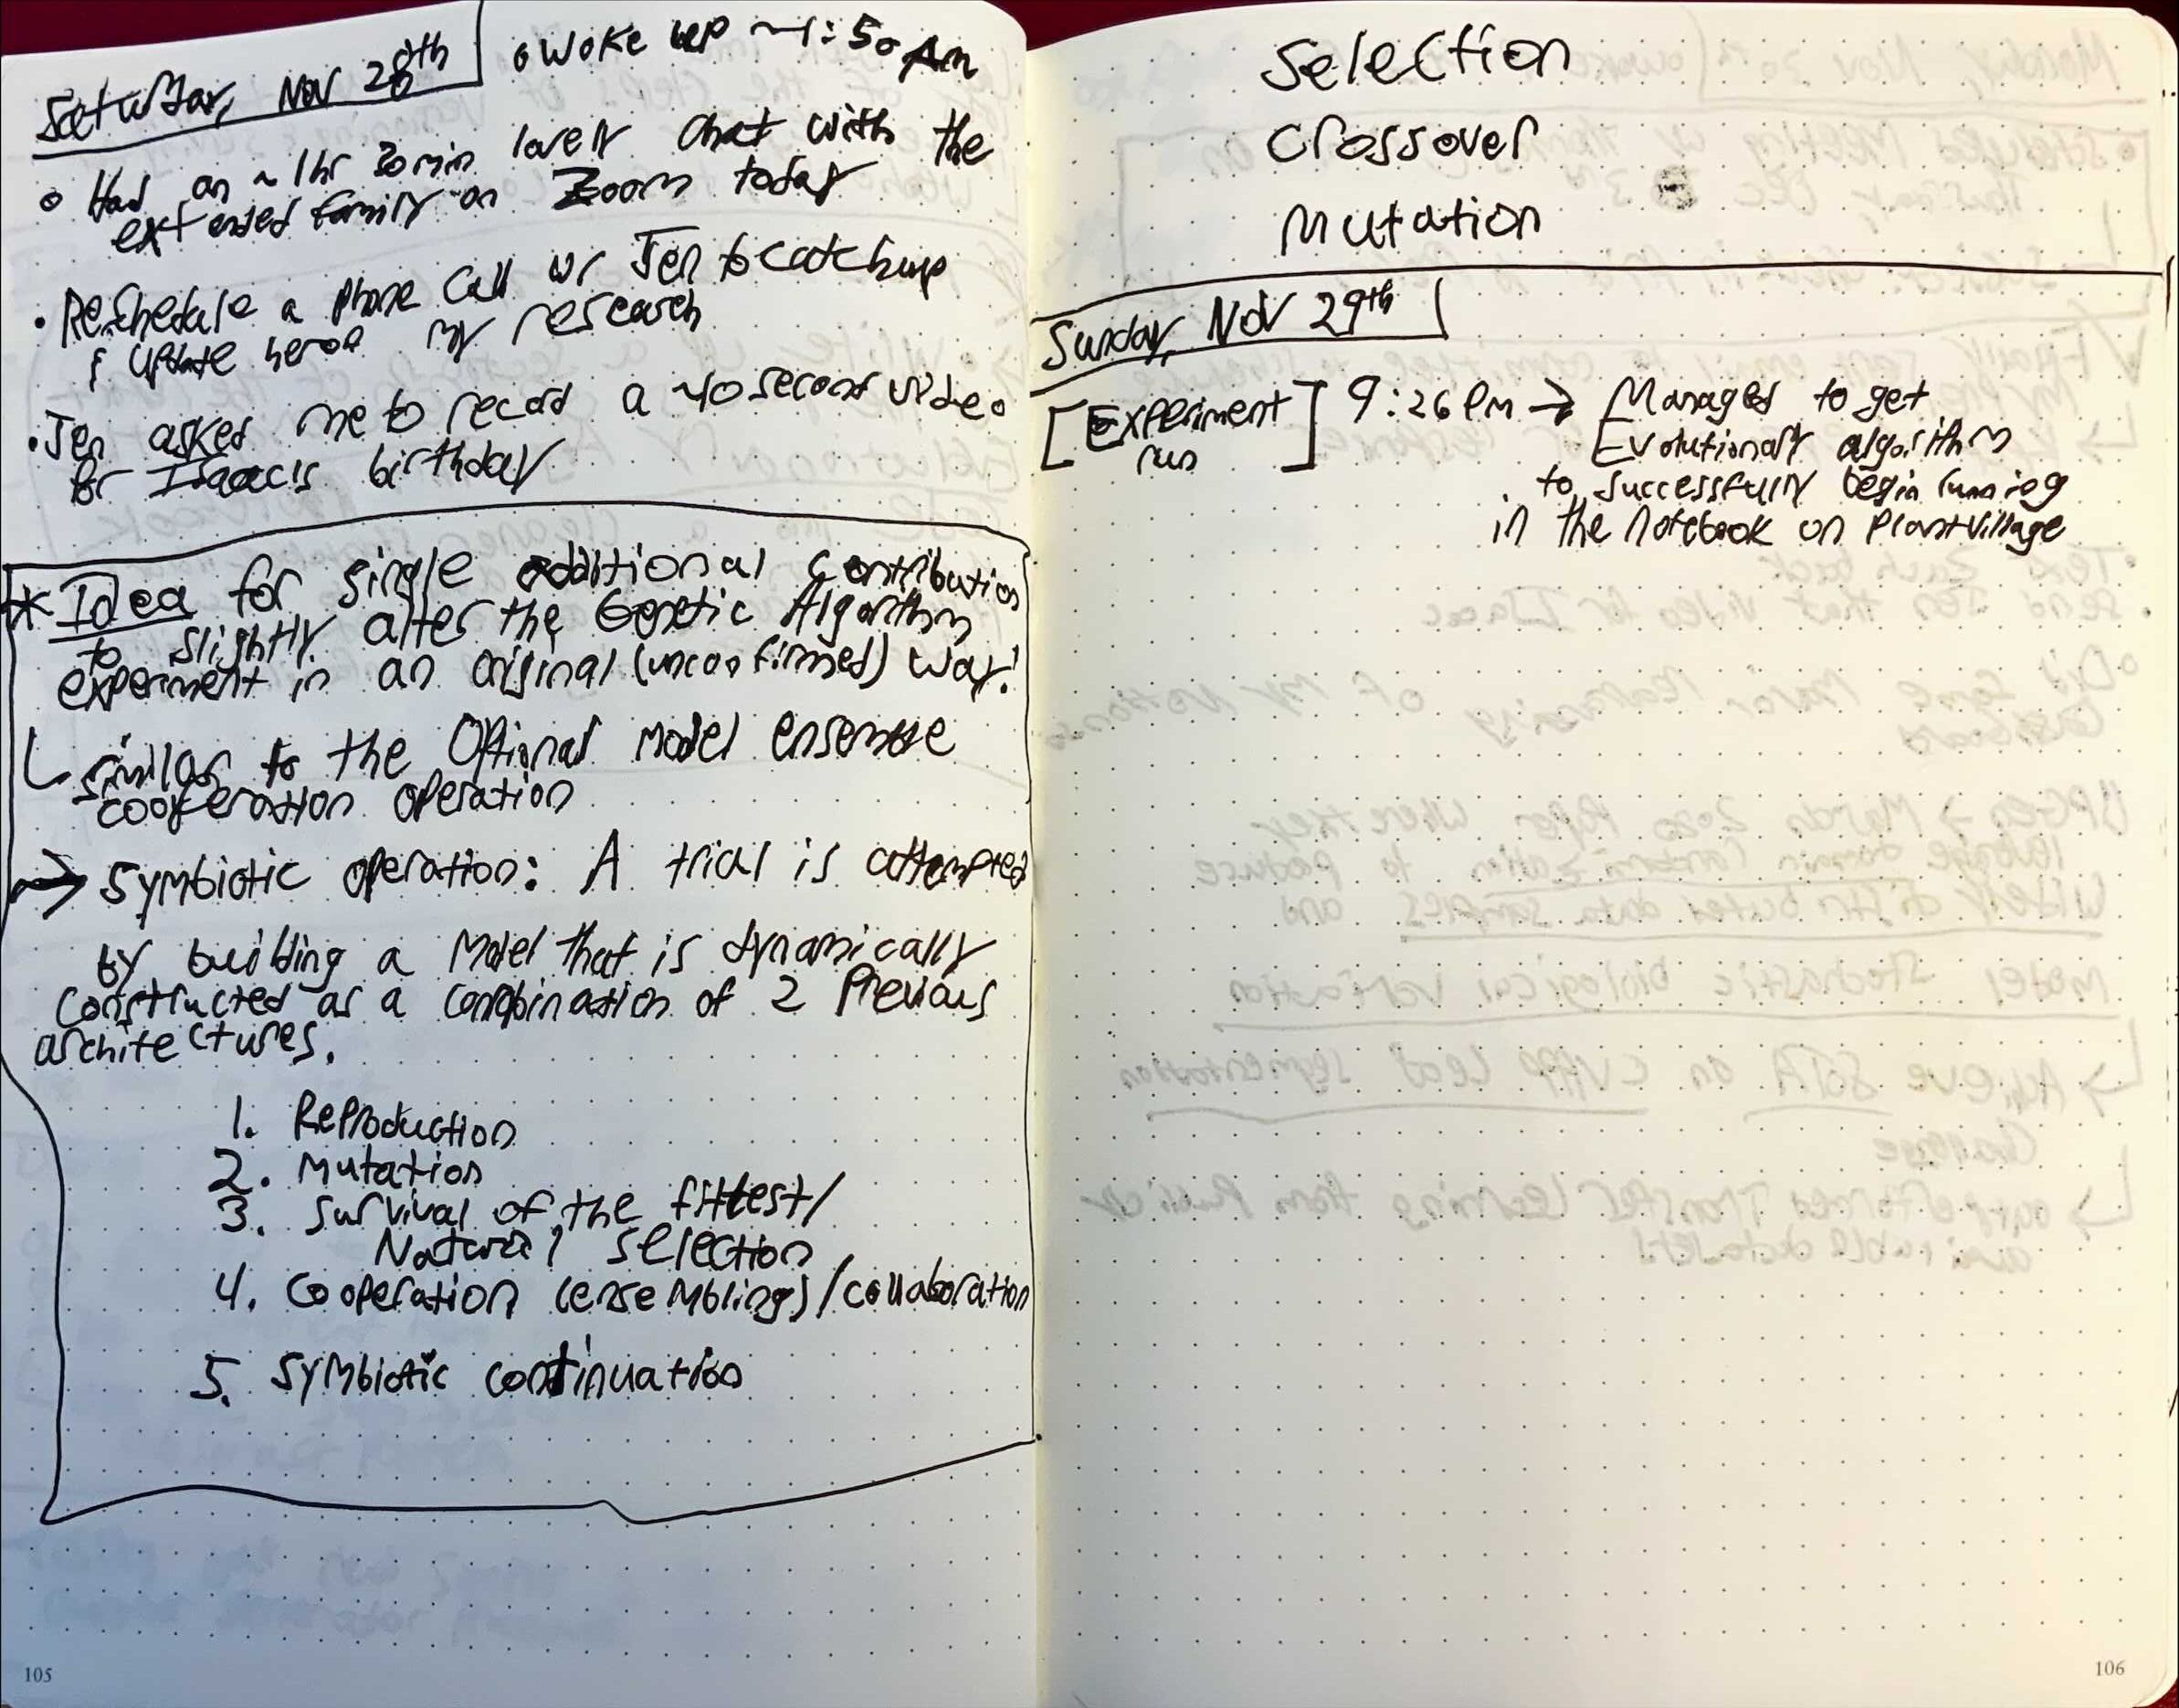 Saturday, Nov 28th
o Woke up ~1:50 Am
o Had an ~1hr 30min lovely chat with the
extended family on Zoom today
• Reschedule a phone call w/ Jen to catchup
& update her on my research
• Jen asked me to record a ~40 second video
for Isaac's birthday
* Idea for single additional contribution
to slightly alter the Genetic Algorithm
experiment in an original (unconfirmed) way!
similar to the Optional model ensemble
cooperation operation
→ Symbiotic operation: A trial is attempted
by building a Model that is dynamically
constructed as a combination of 2 Previous
architectures.
1. Reproduction
2. Mutation
3. Survival of the fittest/
Natural selection
4. Cooperation (ensembling)/collaboration
5. Symbiotic continuation
105
Selection
Crossover
Mutation
Sunday, Nov 29th
[Experiment
run]
9:26 PM → Managed to get
Evolutionary algorithm
to successfully begin running
in the notebook on PlantVillage
106